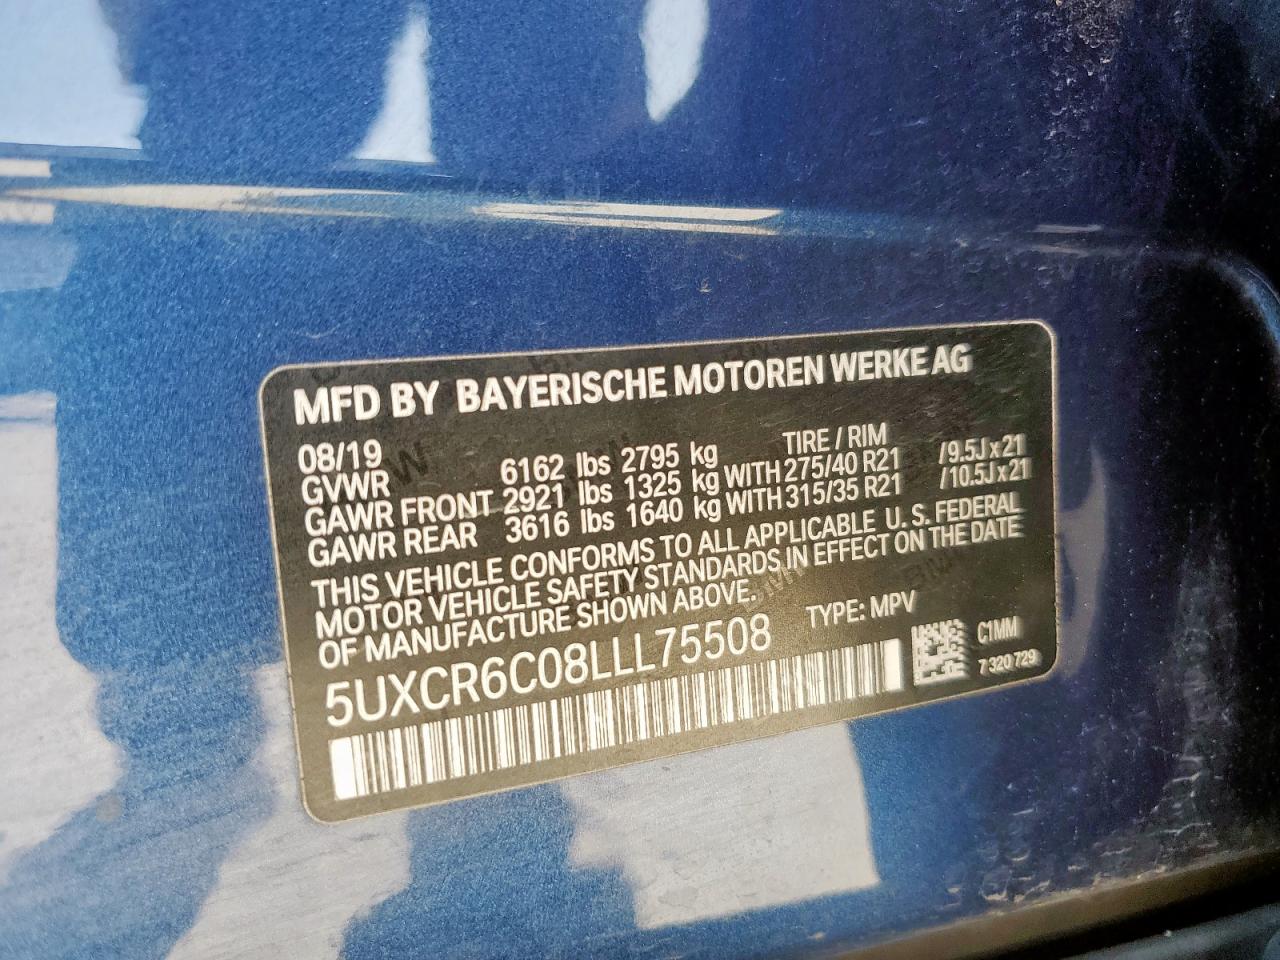 MFD BY BAYERISCHE MOTOREN WERKE AG
08/19 TIRE / RIM
GVWR 6162 lbs 2795 kg
GAWR FRONT 2921 lbs 1325 kg WITH 275/40 R21 /9.5J x 21
GAWR REAR 3616 lbs 1640 kg WITH 315/35 R21 /10.5J x 21
THIS VEHICLE CONFORMS TO ALL APPLICABLE U.S. FEDERAL
MOTOR VEHICLE SAFETY STANDARDS IN EFFECT ON THE DATE
OF MANUFACTURE SHOWN ABOVE.
5UXCR6C08LLL75508 TYPE: MPV
C1MM
7 320 729